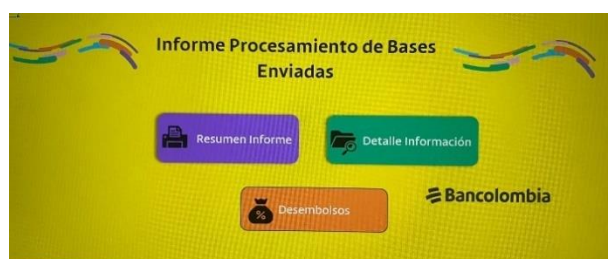 Informe Procesamiento de Bases
Enviadas
Resumen Informe
Detalle Información
Desembolsos
Bancolombia